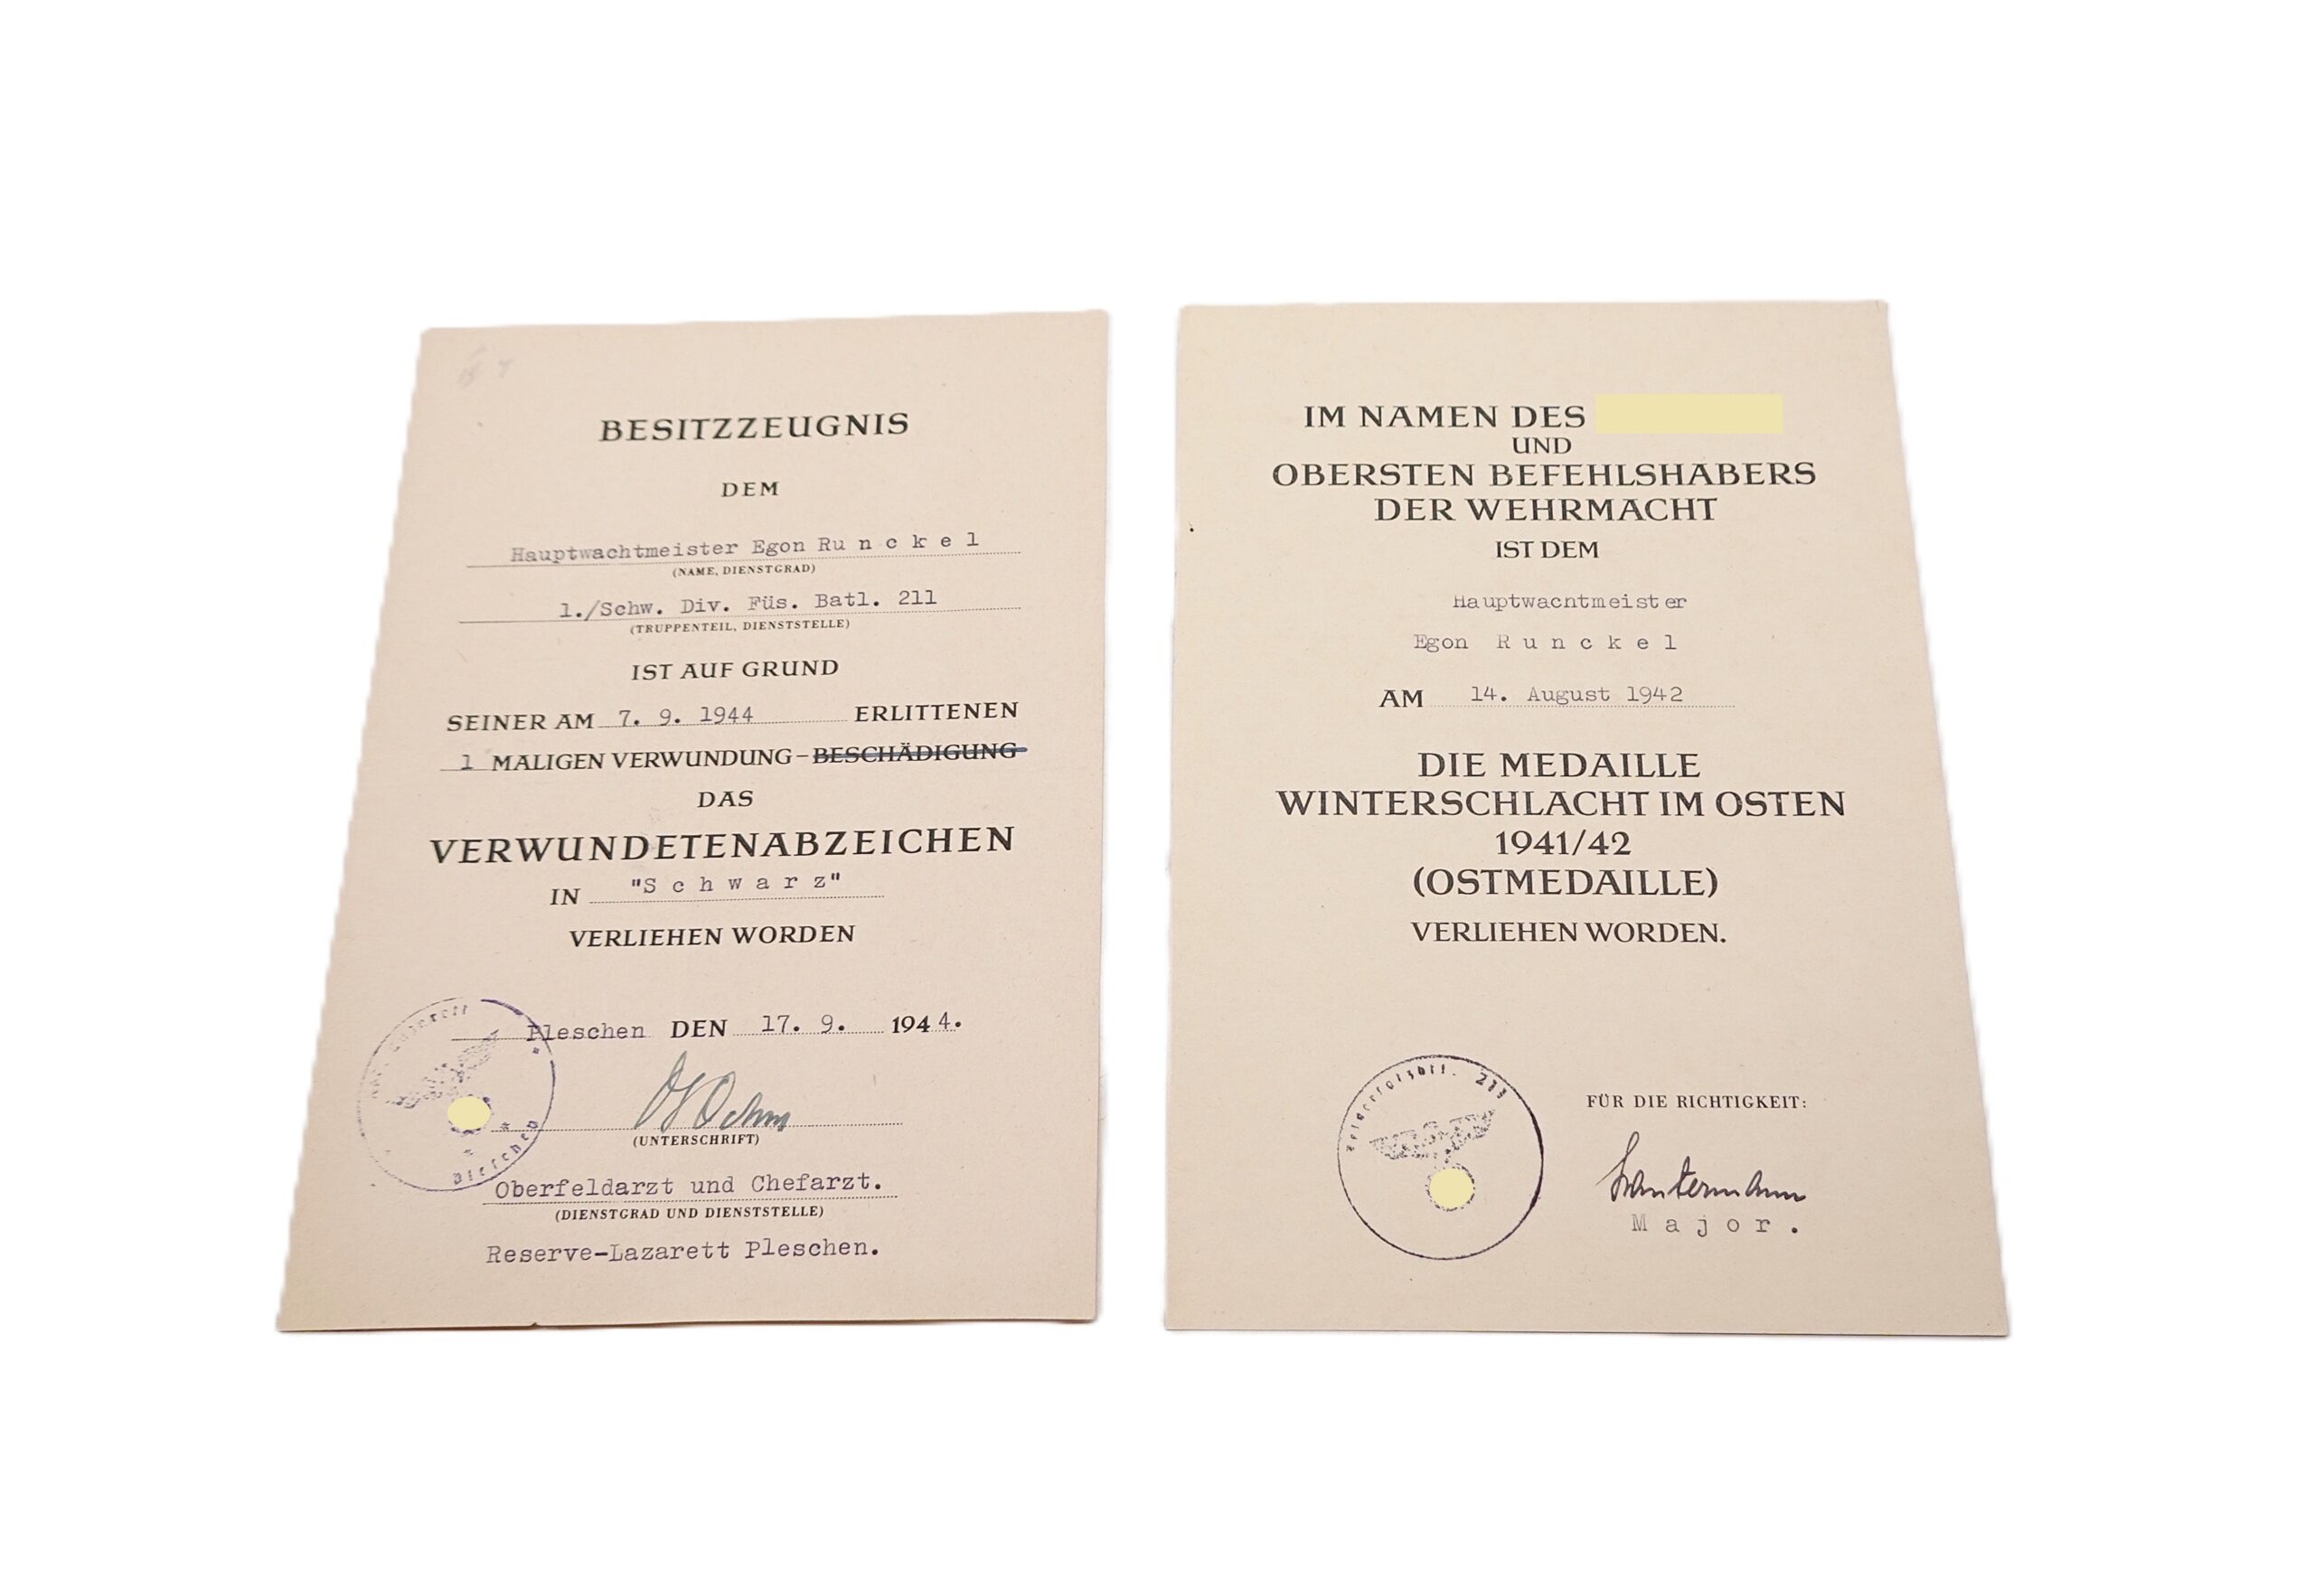 BESITZZEUGNIS
DEM
Hauptwachtmeister Egon Runckel
(NAME, DIENSTGRAD)
1./Schw. Div. Füs. Batl. 211
(TRUPPENTEIL, DIENSTSTELLE)
IST AUF GRUND
SEINER AM 7. 9. 1944 ERLITTENEN
1 MALIGEN VERWUNDUNG – BESCHÄDIGUNG
DAS
VERWUNDETENABZEICHEN
IN "Schwarz"
VERLIEHEN WORDEN
Pleschen DEN 17. 9. 1944.
(UNTERSCHRIFT)
Oberfeldarzt und Chefarzt.
(DIENSTGRAD UND DIENSTSTELLE)
Reserve-Lazarett Pleschen.
IM NAMEN DES
UND
OBERSTEN BEFEHLSHABERS
DER WEHRMACHT
IST DEM
Hauptwachtmeister
Egon Runckel
AM 14. August 1942
DIE MEDAILLE
WINTERSCHLACHT IM OSTEN
1941/42
(OSTMEDAILLE)
VERLIEHEN WORDEN.
FÜR DIE RICHTIGKEIT:
Major.